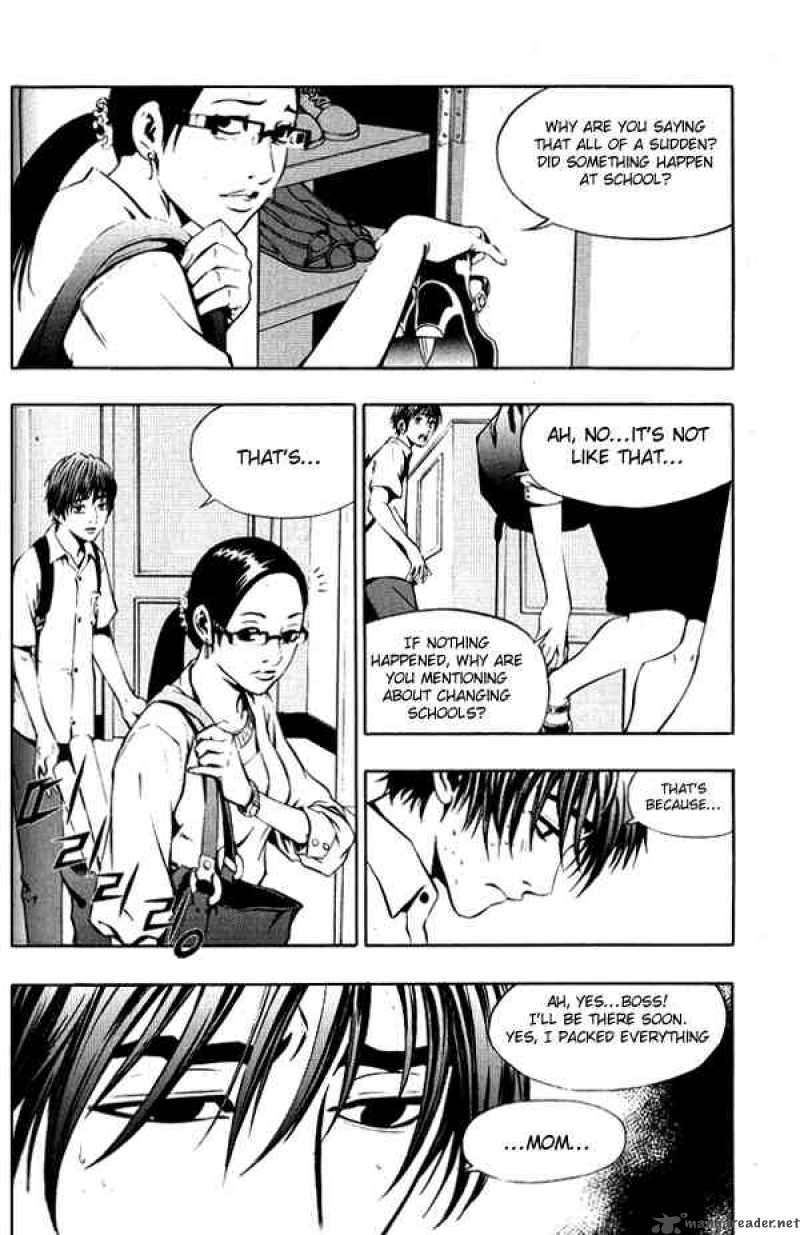 WHY ARE YOU SAYING
THAT ALL OF A SUDDEN?
DID SOMETHING HAPPEN
AT SCHOOL?
THAT'S...
AH, NO...IT'S NOT
LIKE THAT...
IF NOTHING
HAPPENED, WHY ARE
YOU MENTIONING
ABOUT CHANGING
SCHOOLS?
THAT'S
BECAUSE...
AH, YES...BOSS!
I'LL BE THERE SOON.
YES, I PACKED EVERYTHING
...MOM...
mangareader.net